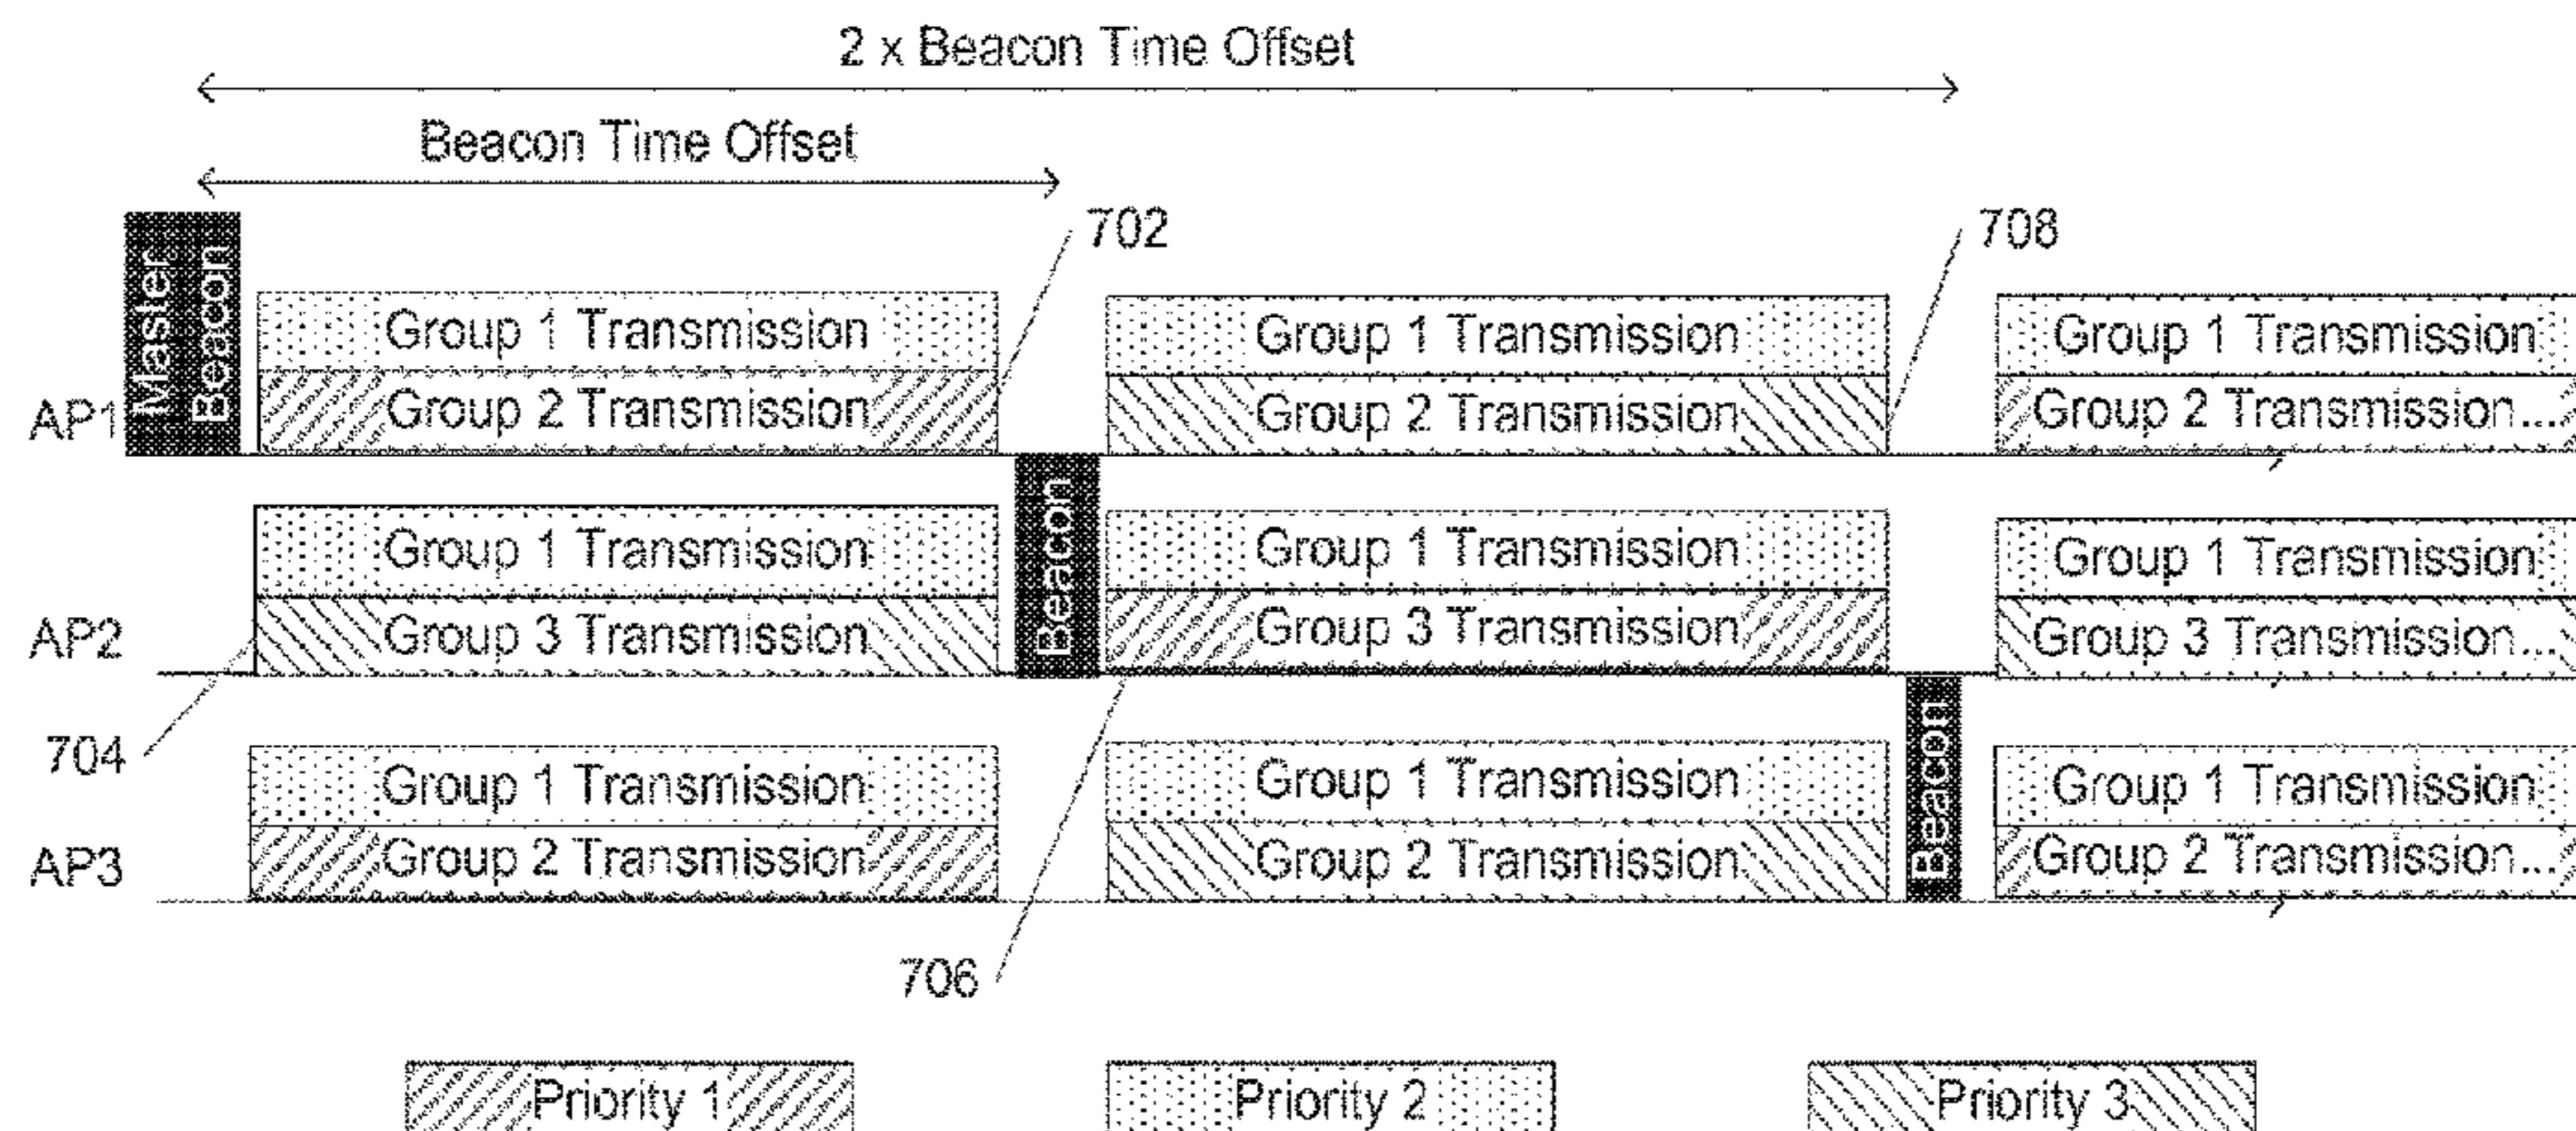 2 x Beacon Time Offset
Beacon Time Offset
702
708
Master
Beacon
Group 1 Transmission
Group 1 Transmission
Group 1 Transmission
AP1
Group 2 Transmission
Group 2 Transmission
Group 2 Transmission...
Beacon
Group 1 Transmission
Group 1 Transmission
Group 1 Transmission
AP2
Group 3 Transmission
Group 3 Transmission
Group 3 Transmission...
704
Beacon
Group 1 Transmission
Group 1 Transmission
Group 1 Transmission
AP3
Group 2 Transmission
Group 2 Transmission
Group 2 Transmission...
706
Priority 1
Priority 2
Priority 3